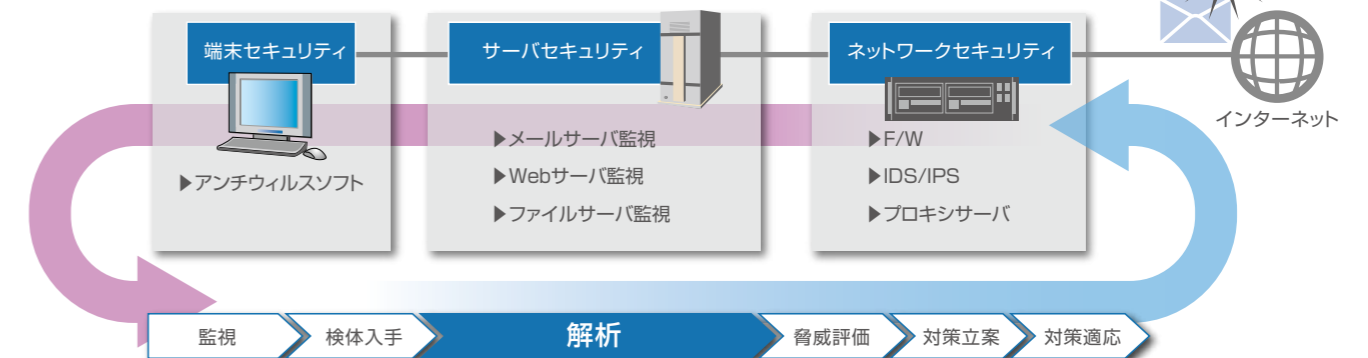 端末セキュリティ
サーバセキュリティ
ネットワークセキュリティ
インターネット
▶アンチウィルスソフト
▶メールサーバ監視
▶Webサーバ監視
▶ファイルサーバ監視
▶F/W
▶IDS/IPS
▶プロキシサーバ
監視
検体入手
解析
脅威評価
対策立案
対策適応